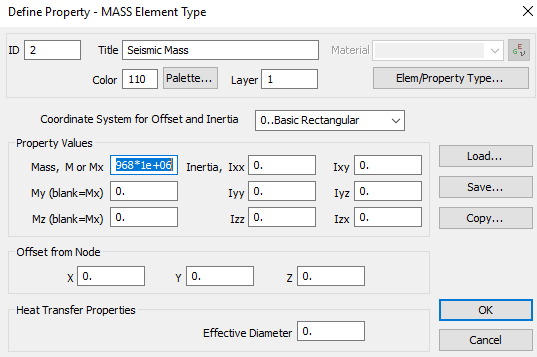 Define Property - MASS Element Type
ID 2 Title Seismic Mass Material
Color 110 Palette... Layer 1 Elem/Property Type...
Coordinate System for Offset and Inertia 0..Basic Rectangular
Property Values
Mass, M or Mx 968*1e+06 Inertia, Ixx 0. Ixy 0. Load...
My (blank=Mx) 0. Iyy 0. Iyz 0. Save...
Mz (blank=Mx) 0. Izz 0. Izx 0. Copy...
Offset from Node
X 0. Y 0. Z 0.
Heat Transfer Properties OK
Effective Diameter 0. Cancel